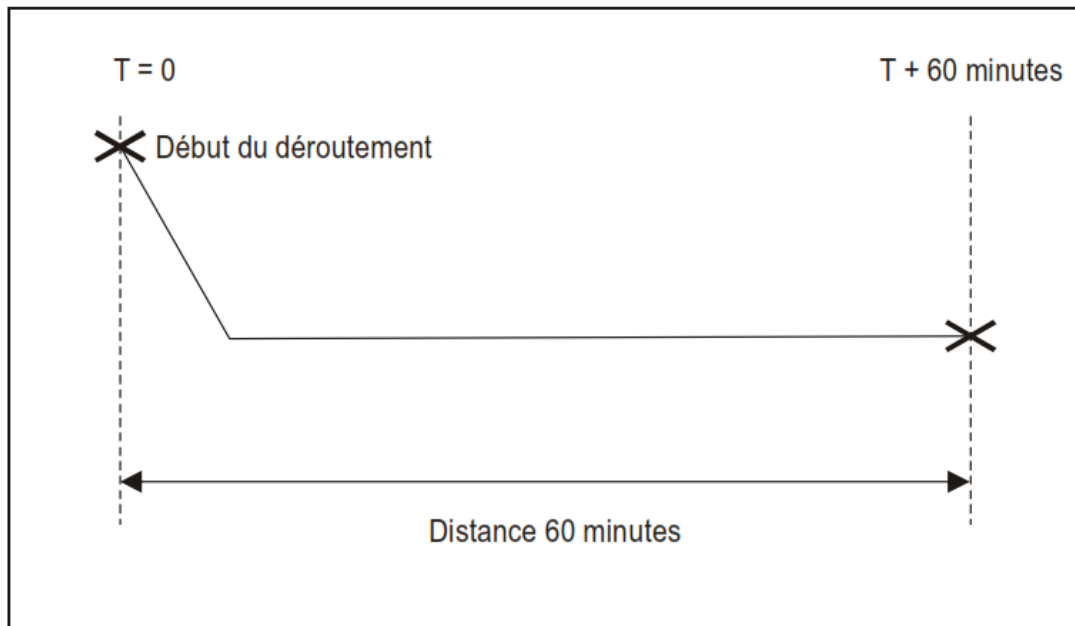 T = 0
T + 60 minutes
Début du déroutement
Distance 60 minutes